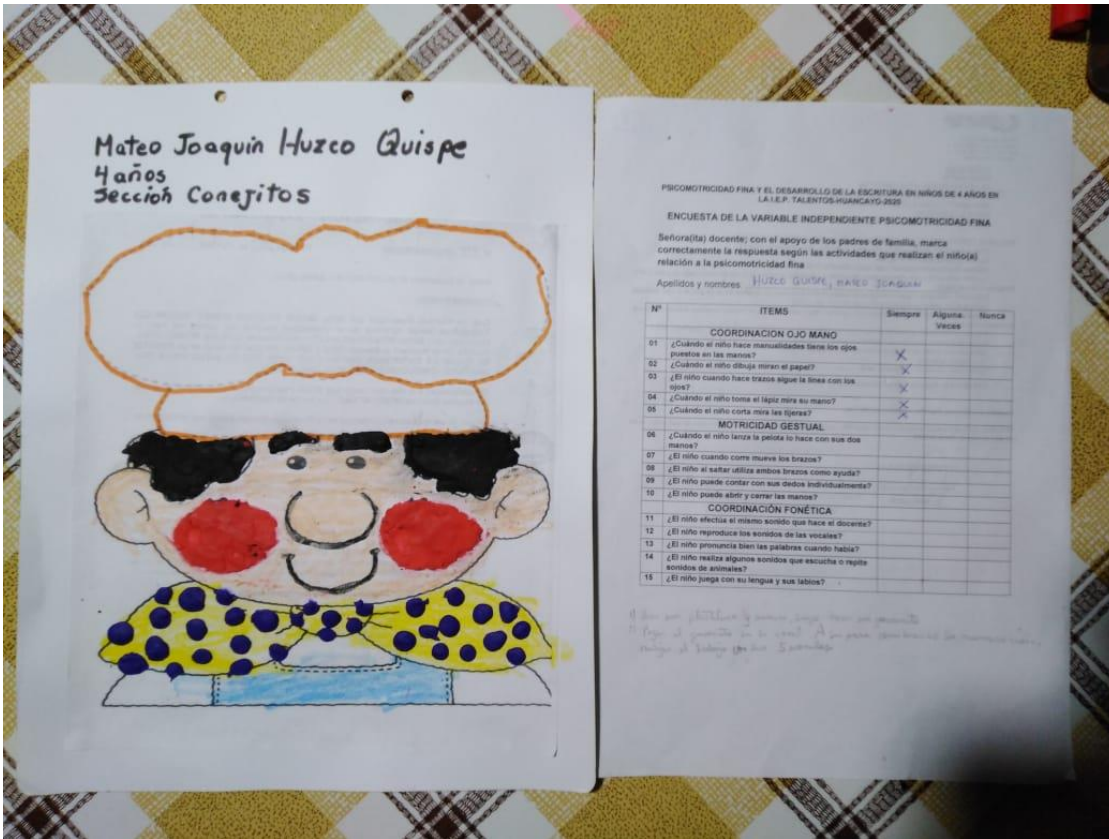 Mateo Joaquin Huzco Quispe
4 años
Sección Conejitos
PSICOMOTRICIDAD FINA Y EL DESARROLLO DE LA ESCRITURA EN NIÑOS DE 4 AÑOS EN
LA I.E.P. TALENTOS-HUANCAYO-2020
ENCUESTA DE LA VARIABLE INDEPENDIENTE PSICOMOTRICIDAD FINA
Señora(ita) docente; con el apoyo de los padres de familia, marca
correctamente la respuesta según las actividades que realizan el niño(a)
relación a la psicomotricidad fina
Apellidos y nombres HUZCO QUISPE, MATEO JOAQUIN
Nº ITEMS Siempre Alguna Veces Nunca
COORDINACION OJO MANO
01 ¿Cuándo el niño hace manualidades tiene los ojos
puestos en las manos? X
02 ¿Cuándo el niño dibuja miran el papel? X
03 ¿El niño cuando hace trazos sigue la línea con los
ojos? X
04 ¿Cuándo el niño toma el lápiz mira su mano? X
05 ¿Cuándo el niño corta mira las tijeras? X
MOTRICIDAD GESTUAL
06 ¿Cuándo el niño lanza la pelota lo hace con sus dos
manos?
07 ¿El niño cuando corre mueve los brazos?
08 ¿El niño al saltar utiliza ambos brazos como ayuda?
09 ¿El niño puede contar con sus dedos individualmente?
10 ¿El niño puede abrir y cerrar las manos?
COORDINACIÓN FONÉTICA
11 ¿El niño efectúa el mismo sonido que hace el docente?
12 ¿El niño reproduce los sonidos de las vocales?
13 ¿El niño pronuncia bien las palabras cuando habla?
14 ¿El niño realiza algunos sonidos que escucha o repite
sonidos de animales?
15 ¿El niño juega con su lengua y sus labios?